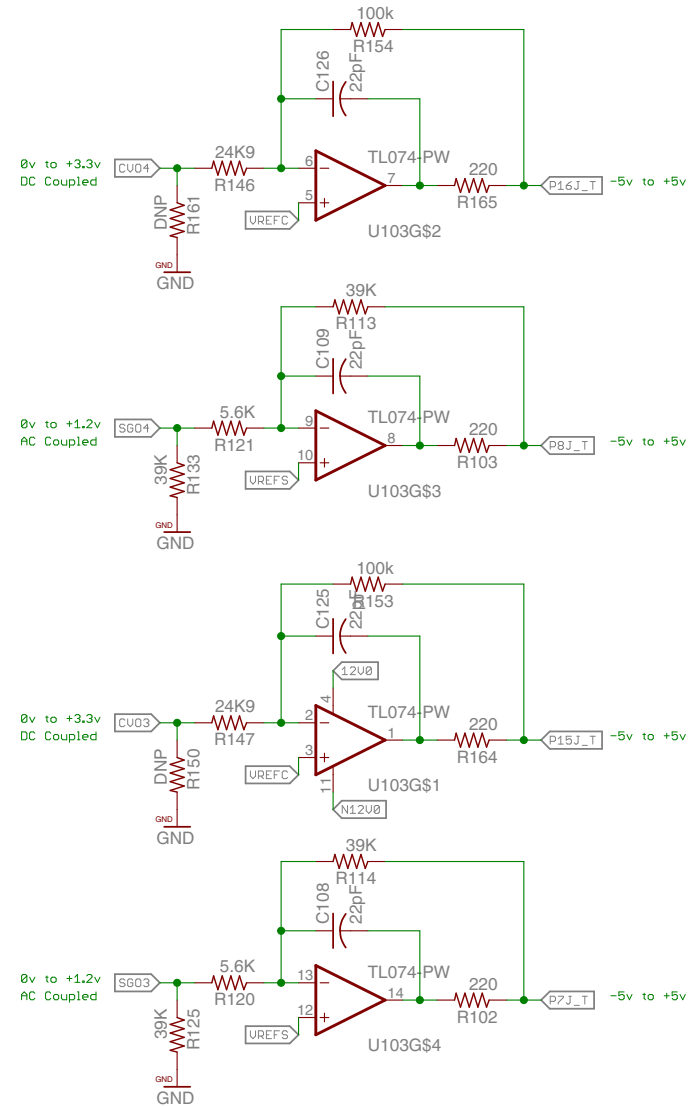 100k
R154
C126
22pF
24K9
R146
TL074-PW
0v to +3.3v
DC Coupled
CVO4
6
7
5
220
R165
P16J_T
-5v to +5v
DNP
R161
VREFC
U103G$2
GND
GND
39K
R113
C109
22pF
5.6K
R121
TL074-PW
0v to +1.2v
AC Coupled
SGO4
9
8
10
220
R103
P8J_T
-5v to +5v
39K
R133
VREFS
U103G$3
GND
GND
100k
R153
C125
22pF
12V0
4
24K9
R147
TL074-PW
0v to +3.3v
DC Coupled
CVO3
2
1
3
220
R164
P15J_T
-5v to +5v
DNP
R150
VREFC
11
U103G$1
N12V0
GND
GND
39K
R114
C108
22pF
5.6K
R120
TL074-PW
0v to +1.2v
AC Coupled
SGO3
13
14
12
220
R102
P7J_T
-5v to +5v
39K
R125
VREFS
U103G$4
GND
GND